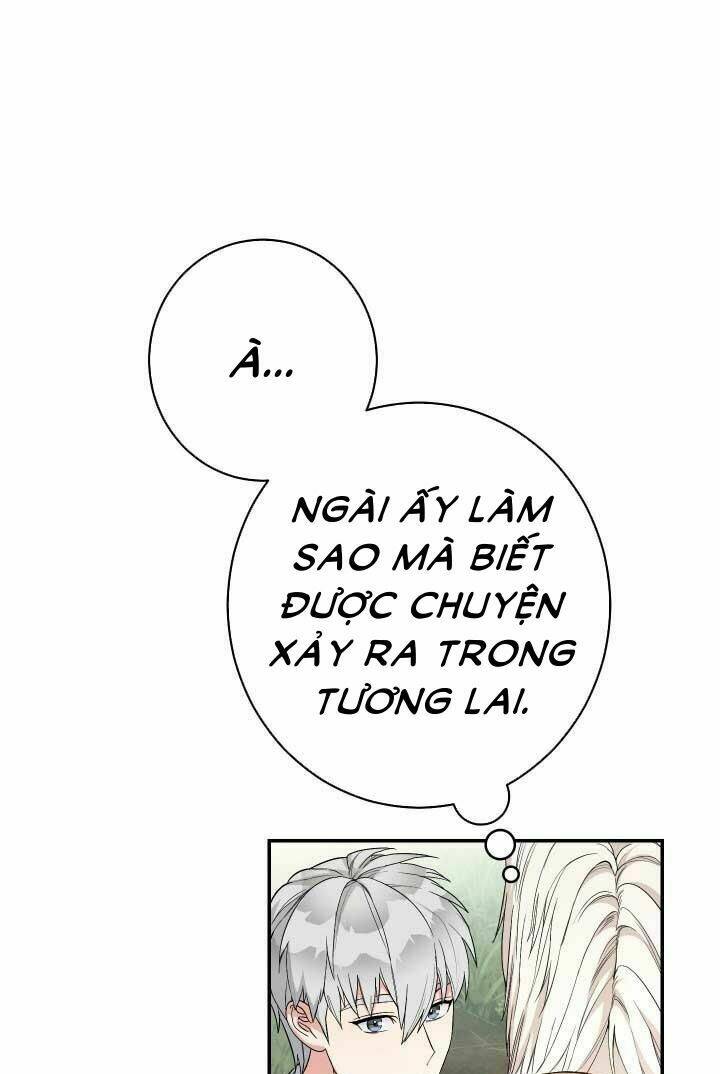 À...
NGÀI ẤY LÀM
SAO MÀ BIẾT
ĐƯỢC CHUYỆN
XẢY RA TRONG
TƯƠNG LAI.